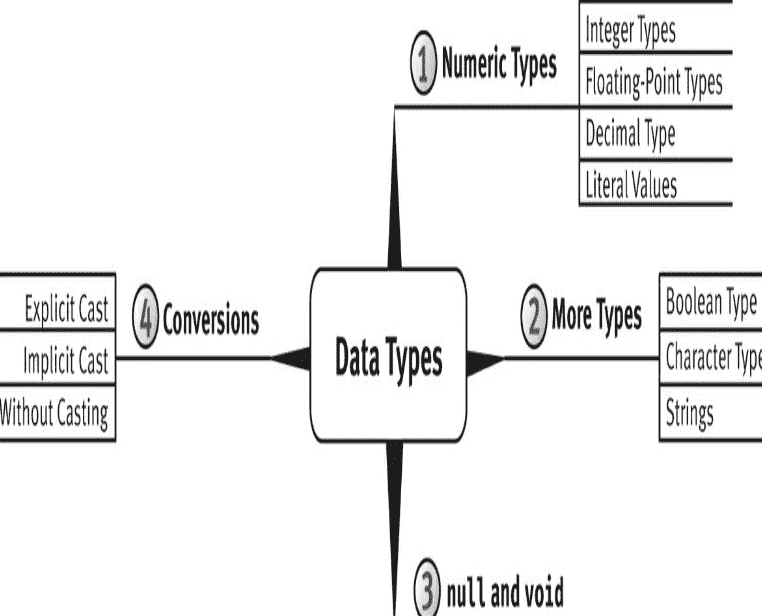 1 Numeric Types
Integer Types
Floating-Point Types
Decimal Type
Literal Values
4 Conversions
Explicit Cast
Implicit Cast
Without Casting
Data Types
2 More Types
Boolean Type
Character Type
Strings
3 null and void